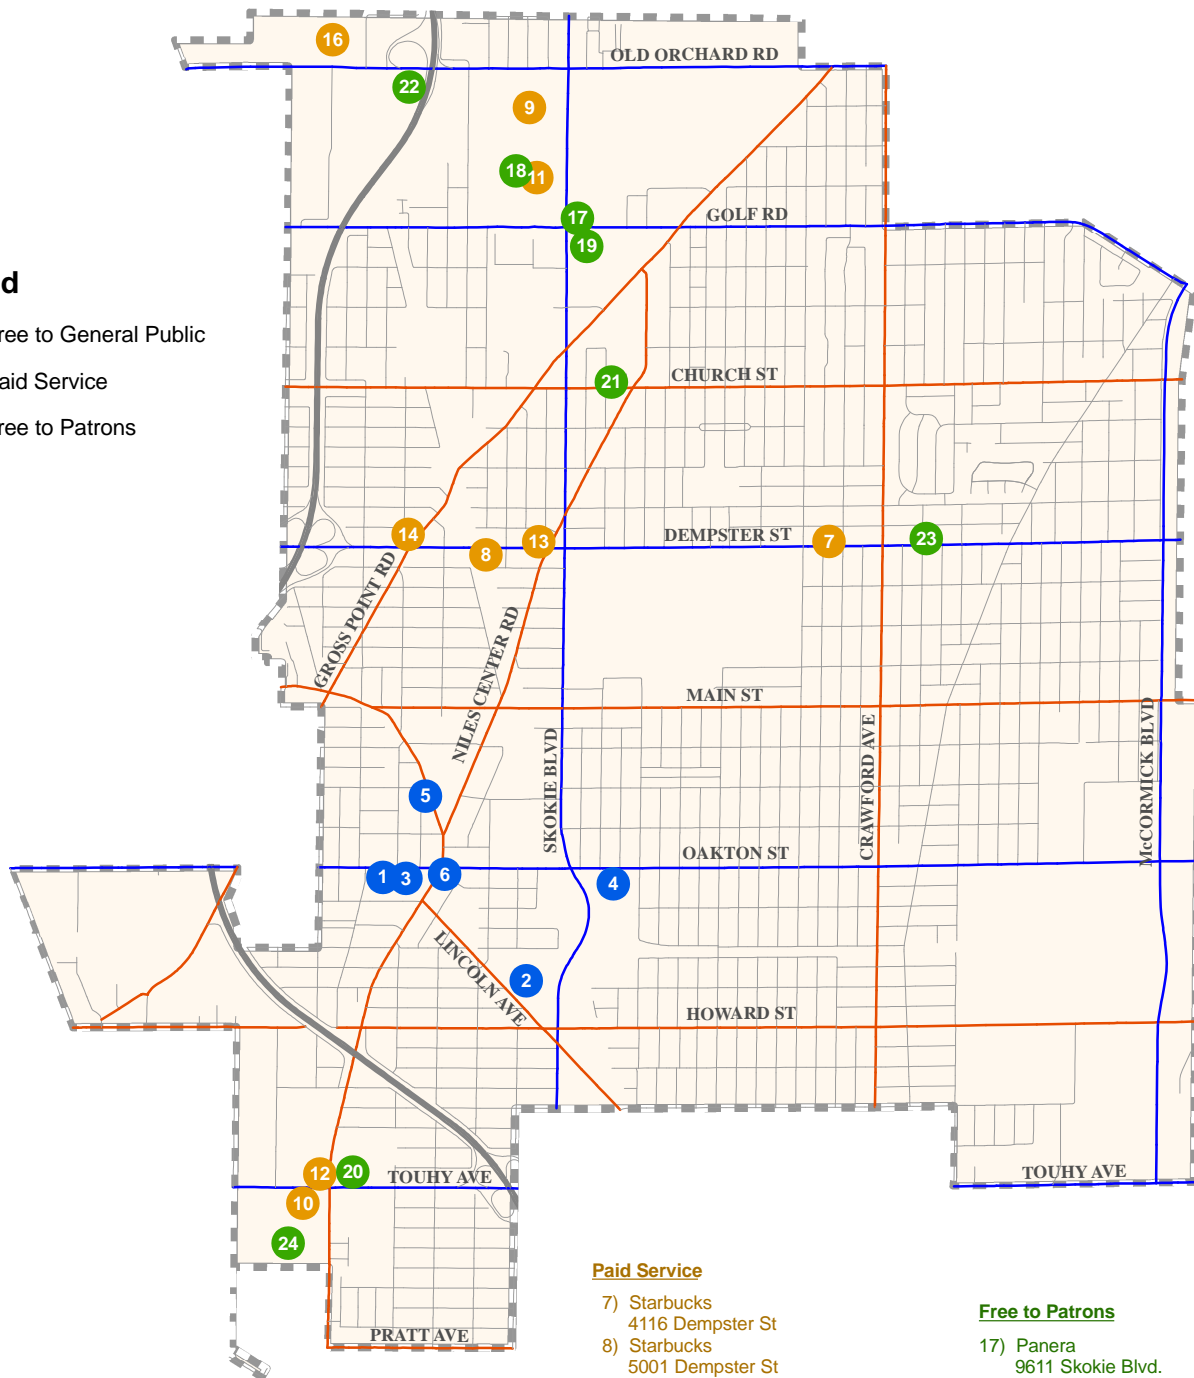 16
OLD ORCHARD RD
22
9
18
11
17
GOLF RD
19
d
ree to General Public
aid Service
ree to Patrons
21
CHURCH ST
14
8
13
DEMPSTER ST
7
23
GROSS POINT RD
NILES CENTER RD
MAIN ST
SKOKIE BLVD
CRAWFORD AVE
McCORMICK BLVD
5
OAKTON ST
1
3
6
4
LINCOLN AVE
2
HOWARD ST
12
20
TOUHY AVE
TOUHY AVE
10
24
PRATT AVE
Paid Service
7) Starbucks
4116 Dempster St
8) Starbucks
5001 Dempster St
Free to Patrons
17) Panera
9611 Skokie Blvd.